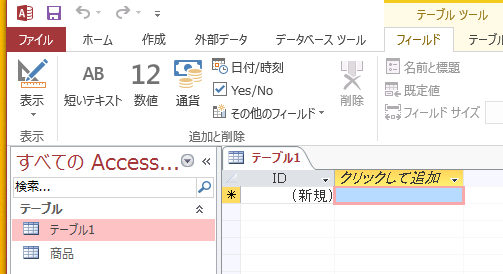 テーブル ツール
ファイル ホーム 作成 外部データ データベース ツール フィールド テーブル
表示
AB 短いテキスト
12 数値
通貨
日付/時刻
Yes/No
その他のフィールド
削除
名前と標題
既定値
フィールド サイズ
表示 追加と削除
すべての Access...
検索...
テーブル
テーブル1
商品
テーブル1
ID クリックして追加
(新規)